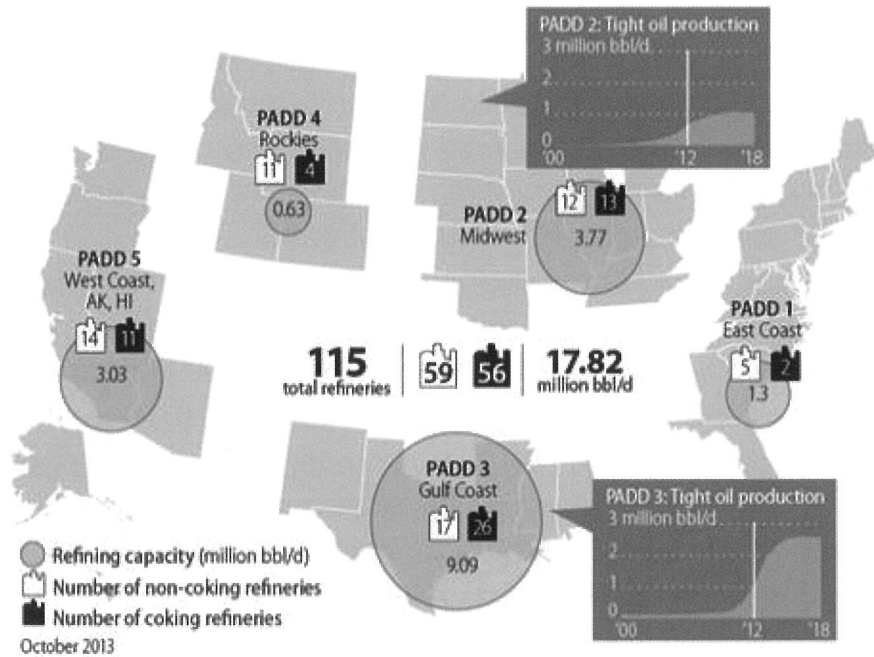 PADD 2: Tight oil production
3 million bbl/d
2
1
0
'00 '12 '18
PADD 4
Rockies
11 4
0.63
PADD 2
Midwest
12 13
3.77
PADD 5
West Coast,
AK, HI
14 11
3.03
PADD 1
East Coast
5 2
1.3
115
total refineries
59 56
17.82
million bbl/d
PADD 3
Gulf Coast
17 26
9.09
PADD 3: Tight oil production
3 million bbl/d
2
1
0
'00 '12 '18
Refining capacity (million bbl/d)
Number of non-coking refineries
Number of coking refineries
October 2013